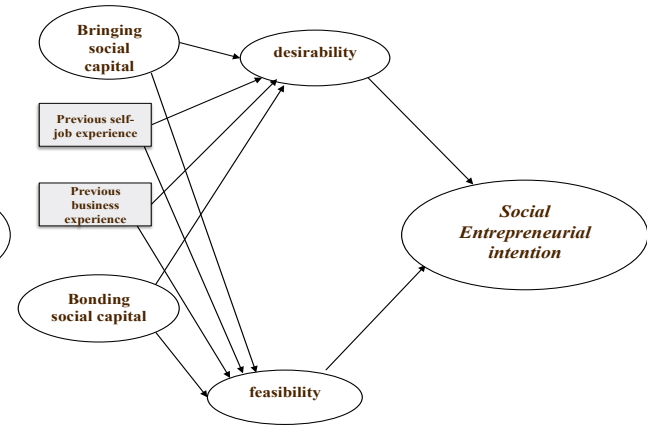 Bringing
social
capital
desirability
Previous self-
job experience
Previous
business
experience
Social
Entrepreneurial
intention
Bonding
social capital
feasibility